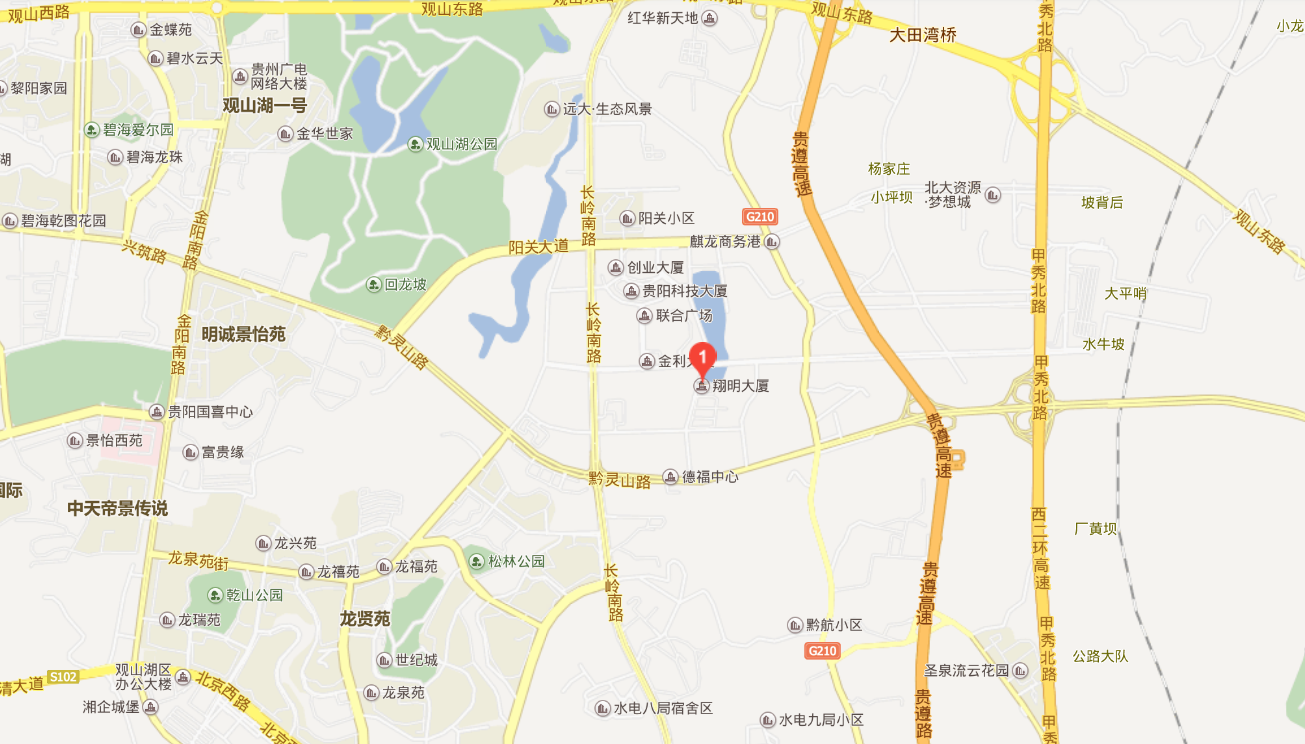 观山西路
观山东路
红华新天地
观山东路
大田湾桥
甲秀北路
小龙
金蝶苑
碧水云天
贵州广电
网络大楼
黎阳家园
观山湖一号
远大·生态风景
碧海爱尔园
金华世家
观山湖公园
贵遵高速
碧海龙珠
湖
杨家庄
小坪坝
北大资源
·梦想城
坡背后
长岭南路
碧海乾图花园
金阳南路
阳关小区
G210
观山东路
兴筑路
阳关大道
麒龙商务港
创业大厦
甲秀北路
回龙坡
贵阳科技大厦
大平哨
联合广场
长岭南路
金阳南路
明诚景怡苑
黔灵山路
水牛坡
1
金利大
翔明大厦
甲秀北路
贵阳国喜中心
贵遵高速
景怡西苑
富贵缘
黔灵山路
德福中心
国际
中天帝景传说
厂黄坝
西二环高速
龙兴苑
龙泉苑街
龙禧苑
龙福苑
松林公园
长岭南路
贵遵高速
乾山公园
龙瑞苑
龙贤苑
黔航小区
甲秀北路
G210
观山湖区
办公大楼
世纪城
圣泉流云花园
公路大队
S102
清大道
北京西路
龙泉苑
湘企城堡
水电八局宿舍区
水电九局小区
贵遵路
北京西
甲秀